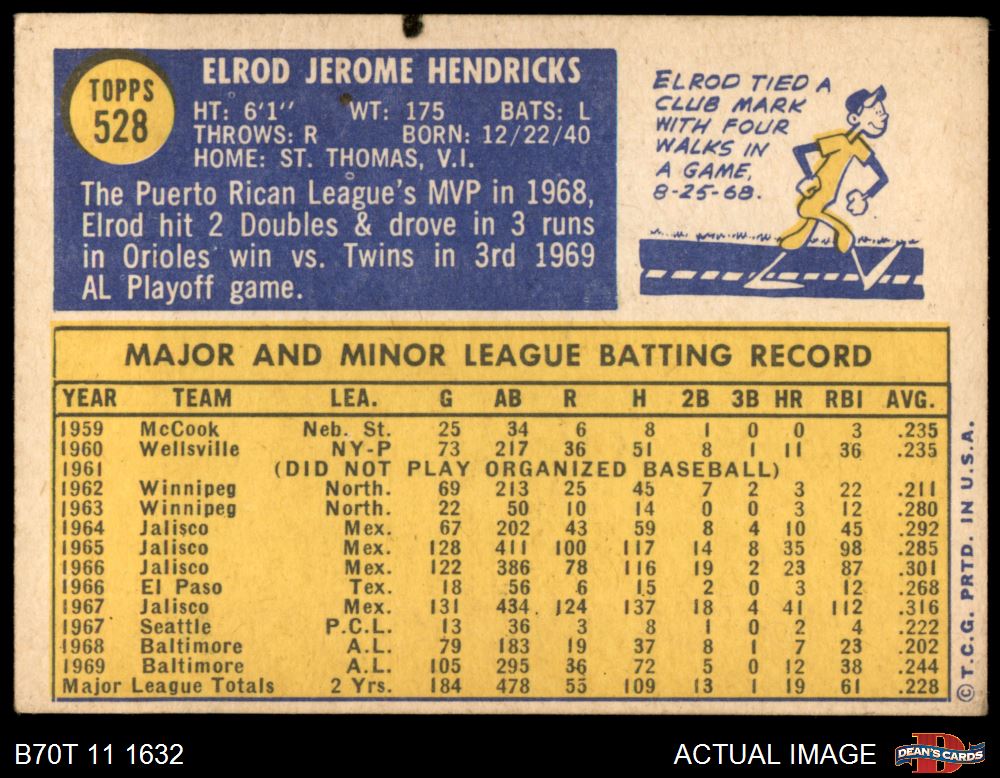 TOPPS
528
ELROD JEROME HENDRICKS
HT: 6'1'' WT: 175 BATS: L
THROWS: R BORN: 12/22/40
HOME: ST. THOMAS, V.I.
The Puerto Rican League's MVP in 1968,
Elrod hit 2 Doubles & drove in 3 runs
in Orioles' win vs. Twins in 3rd 1969
AL Playoff game.
ELROD TIED A
CLUB MARK
WITH FOUR
WALKS IN
A GAME,
8-25-68.
MAJOR AND MINOR LEAGUE BATTING RECORD
YEAR TEAM LEA. G AB R H 2B 3B HR RBI AVG.
1959 McCook Neb. St. 25 34 6 8 1 0 0 3 .235
1960 Wellsville NY-P 73 217 36 51 8 1 11 36 .235
1961 (DID NOT PLAY ORGANIZED BASEBALL)
1962 Winnipeg North. 69 213 25 45 7 2 3 22 .211
1963 Winnipeg North. 22 50 10 14 0 0 3 12 .280
1964 Jalisco Mex. 67 202 43 59 8 4 10 45 .292
1965 Jalisco Mex. 128 411 100 117 14 8 35 98 .285
1966 Jalisco Mex. 122 386 78 116 19 2 23 87 .301
1966 El Paso Tex. 18 56 6 15 2 0 3 12 .268
1967 Jalisco Mex. 131 434 124 137 18 4 41 112 .316
1967 Seattle P.C.L. 13 36 3 8 1 0 2 4 .222
1968 Baltimore A.L. 79 183 19 37 8 1 7 23 .202
1969 Baltimore A.L. 105 295 36 72 5 0 12 38 .244
Major League Totals 2 Yrs. 184 478 55 109 13 1 19 61 .228
© T.C.G. PRTD. IN U.S.A.
B70T 11 1632
ACTUAL IMAGE
DEAN'S CARDS